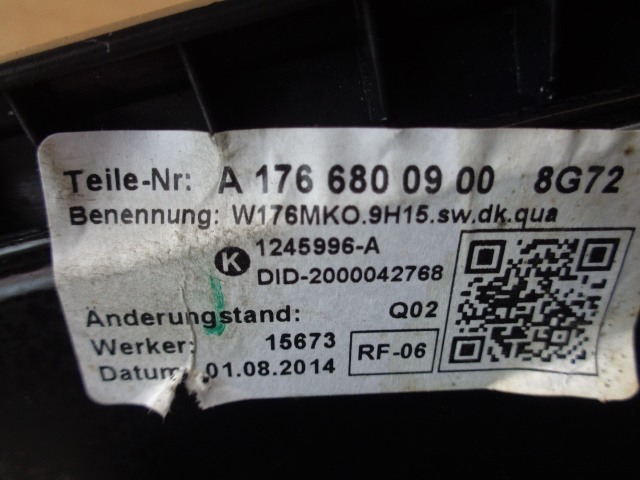 Teile-Nr: A 176 680 09 00 8G72
Benennung: W176MKO.9H15.sw.dk.qua
K 1245996-A
DID-2000042768
Änderungstand: Q02
Werker: 15673 RF-06
Datum: 01.08.2014